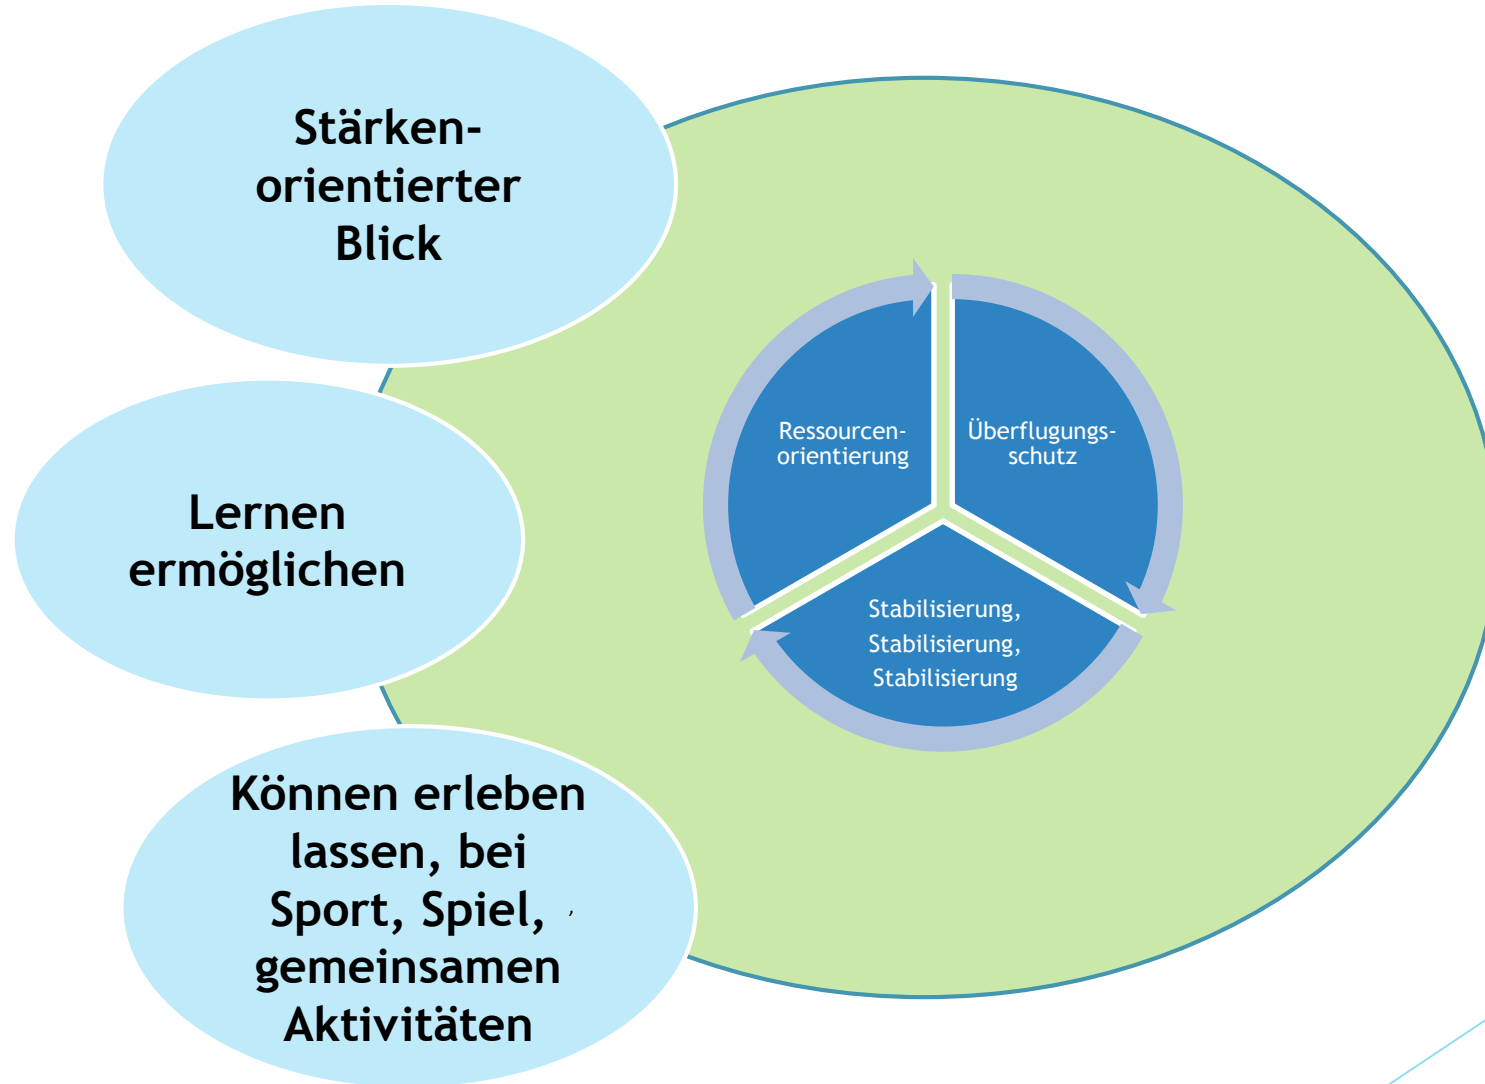 Stärken-
orientierter
Blick
Lernen
ermöglichen
Können erleben
lassen, bei
Sport, Spiel, ,
gemeinsamen
Aktivitäten
Ressourcen-
orientierung
Überflugungs-
schutz
Stabilisierung,
Stabilisierung,
Stabilisierung